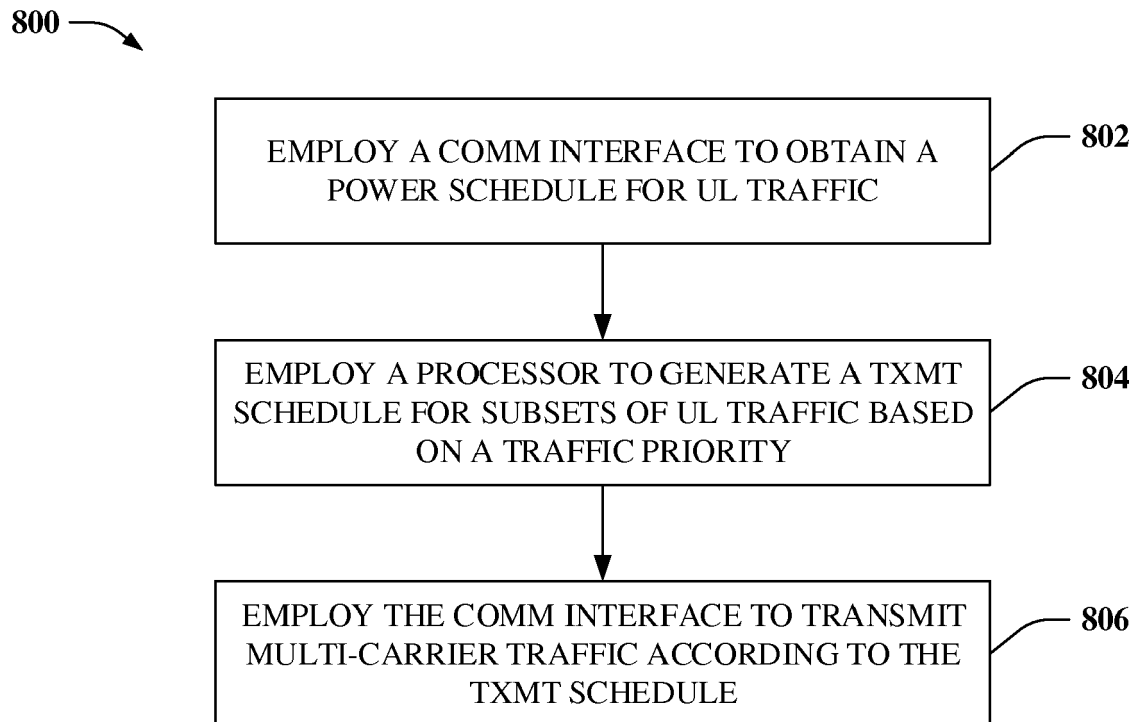 800
EMPLOY A COMM INTERFACE TO OBTAIN A
POWER SCHEDULE FOR UL TRAFFIC
802
EMPLOY A PROCESSOR TO GENERATE A TXMT
SCHEDULE FOR SUBSETS OF UL TRAFFIC BASED
ON A TRAFFIC PRIORITY
804
EMPLOY THE COMM INTERFACE TO TRANSMIT
MULTI-CARRIER TRAFFIC ACCORDING TO THE
TXMT SCHEDULE
806